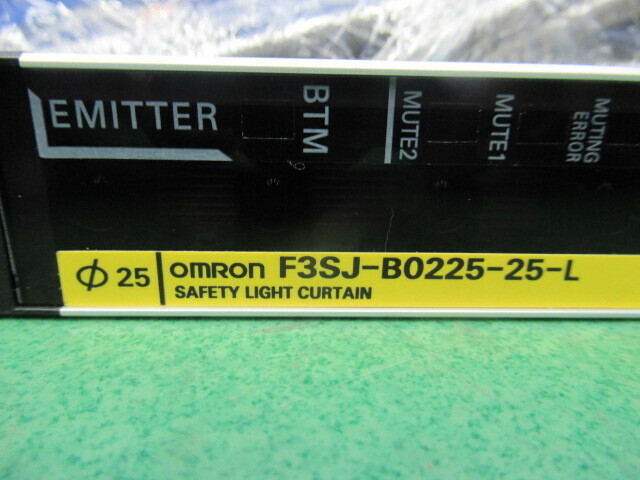 EMITTER
BTM
MUTE2
MUTE1
MUTING
ERROR
φ 25
omron F3SJ-B0225-25-L
SAFETY LIGHT CURTAIN